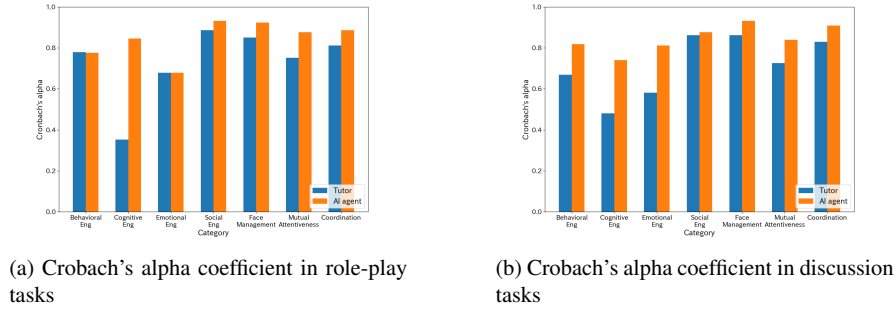 1.0
0.8
0.6
0.4
0.2
0.0
Cronbach's alpha
Tutor
AI agent
Behavioral
Eng
Cognitive
Eng
Emotional
Eng
Social
Eng
Face
Management
Mutual
Attentiveness
Coordination
Category
(a) Crobach's alpha coefficient in role-play
tasks
1.0
0.8
0.6
0.4
0.2
0.0
Cronbach's alpha
Tutor
AI agent
Behavioral
Eng
Cognitive
Eng
Emotional
Eng
Social
Eng
Face
Management
Mutual
Attentiveness
Coordination
Category
(b) Crobach's alpha coefficient in discussion
tasks